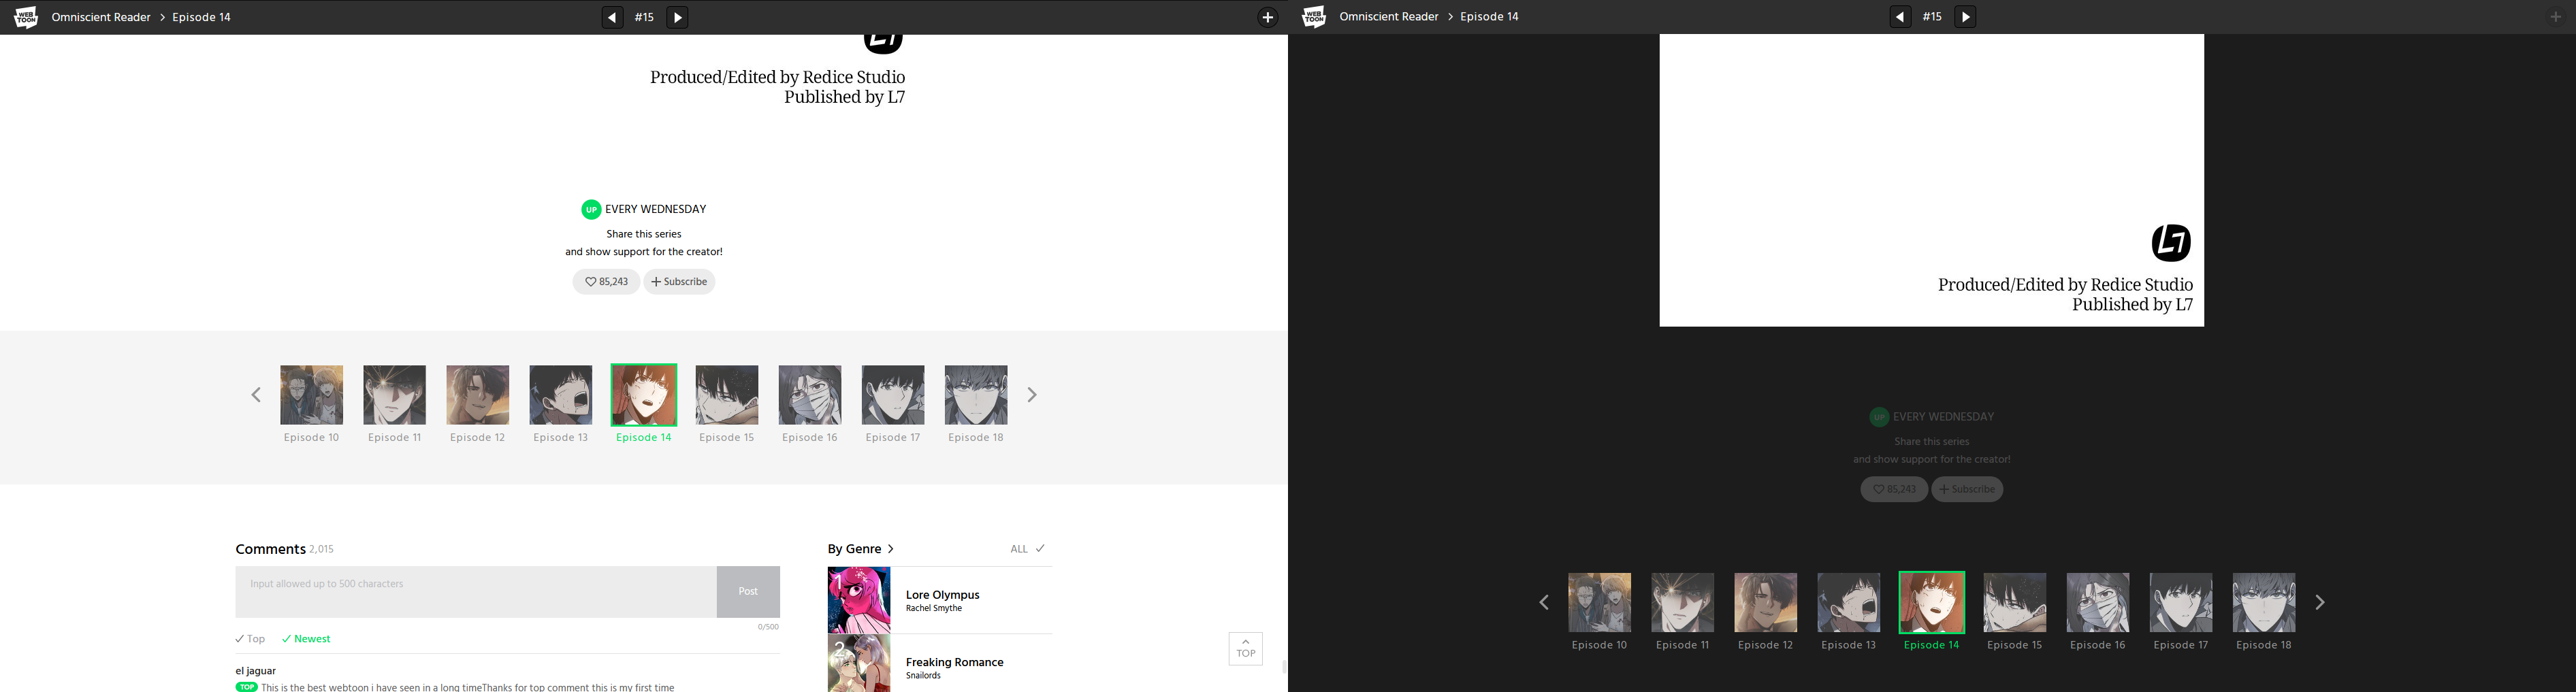 WEB TOON
Omniscient Reader > Episode 14
#15
Produced/Edited by Redice Studio
Published by L7
UP EVERY WEDNESDAY
Share this series
and show support for the creator!
85,243 + Subscribe
Episode 10 Episode 11 Episode 12 Episode 13 Episode 14 Episode 15 Episode 16 Episode 17 Episode 18
Comments 2,015
Input allowed up to 500 characters
Post
0/500
Top Newest
el jaguar
TOP This is the best webtoon i have seen in a long timeThanks for top comment this is my first time
By Genre > ALL
1
Lore Olympus
Rachel Smythe
2
Freaking Romance
Snailords
TOP
WEB TOON
Omniscient Reader > Episode 14
#15
L7
Produced/Edited by Redice Studio
Published by L7
UP EVERY WEDNESDAY
Share this series
and show support for the creator!
85,243 + Subscribe
Episode 10 Episode 11 Episode 12 Episode 13 Episode 14 Episode 15 Episode 16 Episode 17 Episode 18